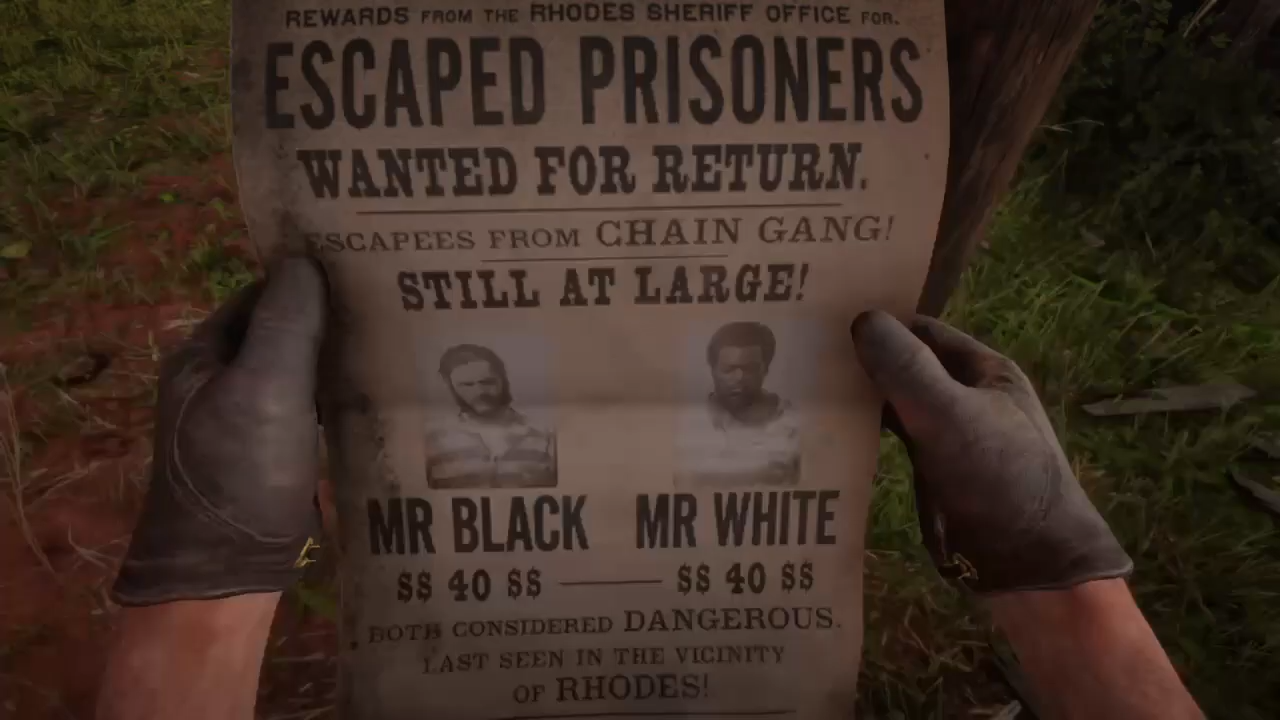 REWARDS FROM THE RHODES SHERIFF OFFICE FOR.
ESCAPED PRISONERS
WANTED FOR RETURN.
ESCAPEES FROM CHAIN GANG!
STILL AT LARGE!
MR BLACK MR WHITE
$$ 40 $$ — $$ 40 $$
BOTH CONSIDERED DANGEROUS.
LAST SEEN IN THE VICINITY
OF RHODES!